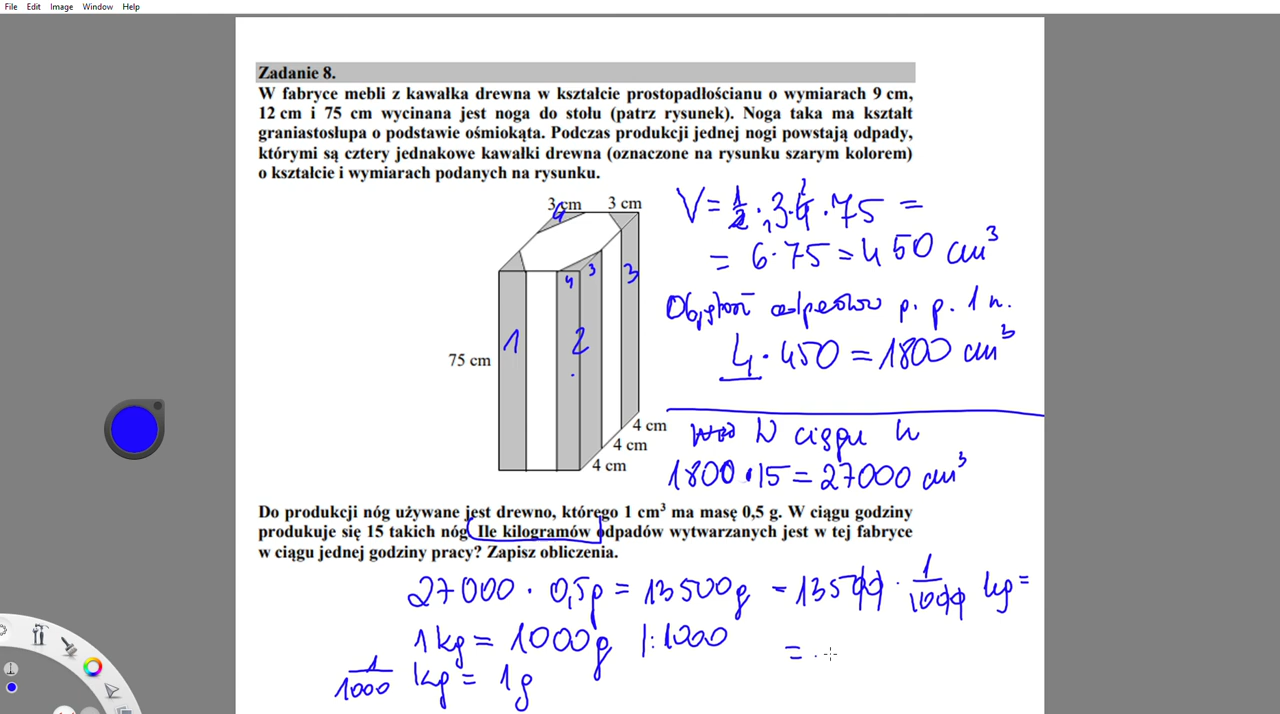 File Edit Image Window Help
Zadanie 8.
W fabryce mebli z kawałka drewna w kształcie prostopadłościanu o wymiarach 9 cm,
12 cm i 75 cm wycinana jest noga do stołu (patrz rysunek). Noga taka ma kształt
graniastosłupa o podstawie ośmiokąta. Podczas produkcji jednej nogi powstają odpady,
którymi są cztery jednakowe kawałki drewna (oznaczone na rysunku szarym kolorem)
o kształcie i wymiarach podanych na rysunku.
3 cm 3 cm
4
4 3 3
1 2
75 cm
4 cm
4 cm
4 cm
V = 1/2 · 3 · 4 · 75 =
= 6 · 75 = 450 cm³
p. p. 1 n.
4 · 450 = 1800 cm³
W ciągu h
1800 · 15 = 27000 cm³
Do produkcji nóg używane jest drewno, którego 1 cm³ ma masę 0,5 g. W ciągu godziny
produkuje się 15 takich nóg Ile kilogramów odpadów wytwarzanych jest w tej fabryce
w ciągu jednej godziny pracy? Zapisz obliczenia.
27000 · 0,5g = 13500g = 13500 · 1/1000 kg =
1kg = 1000g |:1000
= .
1/1000 kg = 1g